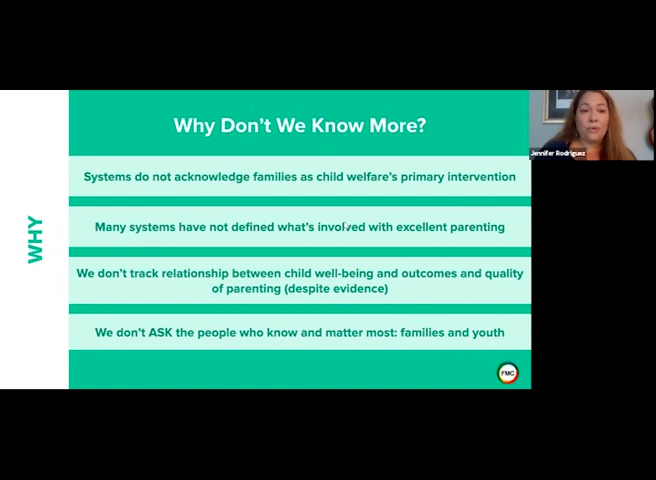 Why Don't We Know More?
Jennifer Rodriguez
Systems do not acknowledge families as child welfare's primary intervention
WHY
Many systems have not defined what's involved with excellent parenting
We don't track relationship between child well-being and outcomes and quality
of parenting (despite evidence)
We don't ASK the people who know and matter most: families and youth
FMC